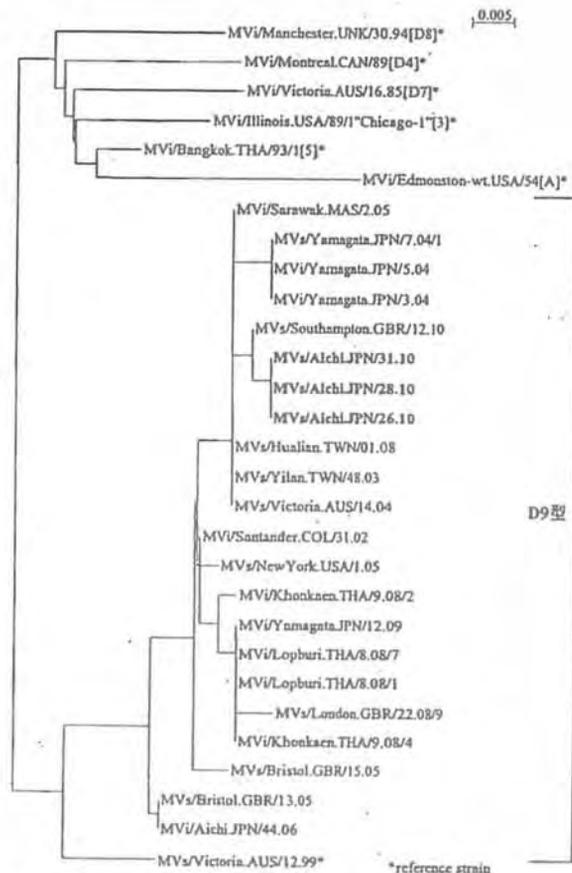 0.005
MVi/Manchester.UNK/30.94[D8]*
MVi/Montreal.CAN/89[D4]*
MVi/Victoria.AUS/16.85[D7]*
MVi/Illinois.USA/89/1"Chicago-1"[3]*
MVi/Bangkok.THA/93/1[5]*
MVi/Edmonston-wt.USA/54[A]*
MVi/Sarawak.MAS/2.05
MVs/Yamagata.JPN/7.04/1
MVi/Yamagata.JPN/5.04
MVi/Yamagata.JPN/3.04
MVs/Southampton.GBR/12.10
MVs/Aichi.JPN/31.10
MVs/Aichi.JPN/28.10
MVs/Aichi.JPN/26.10
MVs/Hualian.TWN/01.08
MVs/Yilan.TWN/48.03
MVs/Victoria.AUS/14.04
D9型
MVi/Santander.COL/31.02
MVs/NewYork.USA/1.05
MVi/Khonkaen.THA/9.08/2
MVi/Yamagata.JPN/12.09
MVi/Lopburi.THA/8.08/7
MVi/Lopburi.THA/8.08/1
MVs/London.GBR/22.08/9
MVi/Khonkaen.THA/9.08/4
MVs/Bristol.GBR/15.05
MVs/Bristol.GBR/13.05
MVi/Aichi.JPN/44.06
MVs/Victoria.AUS/12.99*
*reference strain